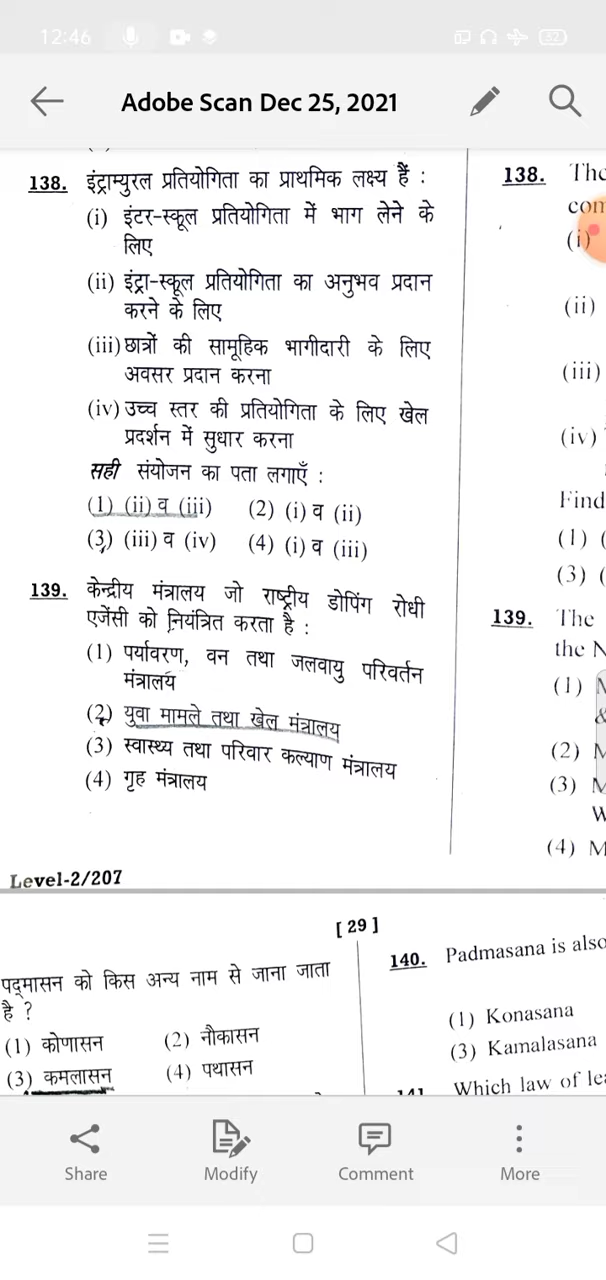 12:46
32
Adobe Scan Dec 25, 2021
138. इंट्राम्युरल प्रतियोगिता का प्राथमिक लक्ष्य हैं :
(i) इंटर-स्कूल प्रतियोगिता में भाग लेने के
लिए
(ii) इंट्रा-स्कूल प्रतियोगिता का अनुभव प्रदान
करने के लिए
(iii) छात्रों की सामूहिक भागीदारी के लिए
अवसर प्रदान करना
(iv) उच्च स्तर की प्रतियोगिता के लिए खेल
प्रदर्शन में सुधार करना
सही संयोजन का पता लगाएँ :
(1) (ii) व (iii) (2) (i) व (ii)
(3) (iii) व (iv) (4) (i) व (iii)
139. केन्द्रीय मंत्रालय जो राष्ट्रीय डोपिंग रोधी
एजेंसी को नियंत्रित करता है :
(1) पर्यावरण, वन तथा जलवायु परिवर्तन
मंत्रालय
(2) युवा मामले तथा खेल मंत्रालय
(3) स्वास्थ्य तथा परिवार कल्याण मंत्रालय
(4) गृह मंत्रालय
138. The
com
(i)
(ii)
(iii)
(iv)
Find
(1) (
(3) (
139. The
the N
(1) M
&
(2) M
(3) M
W
(4) M
Level-2/207
[ 29 ]
पद्मासन को किस अन्य नाम से जाना जाता
है ?
(1) कोणासन (2) नौकासन
(3) कमलासन (4) पथासन
140. Padmasana is also
(1) Konasana
(3) Kamalasana
141 Which law of lea
Share Modify Comment More